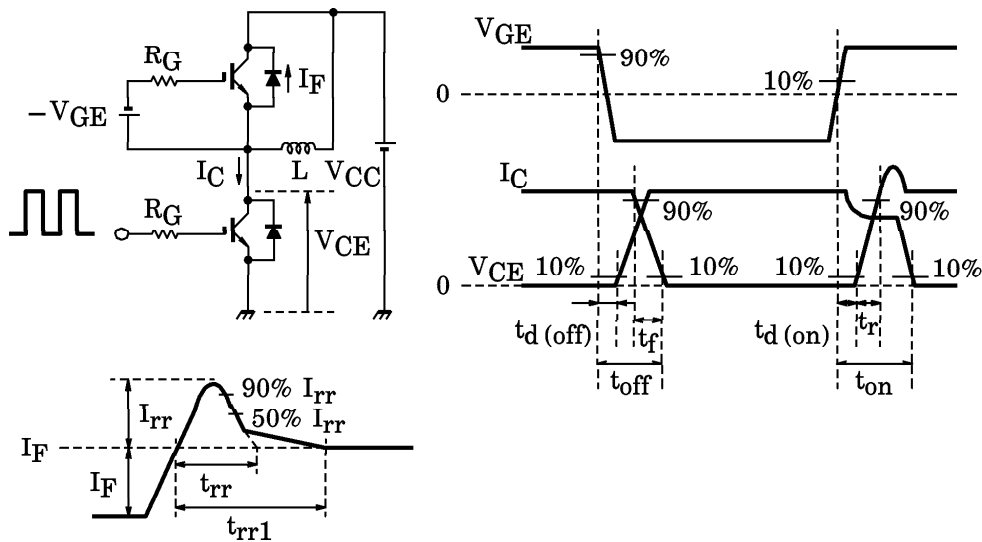 R_G
I_F
-V_GE
I_C
L
V_CC
R_G
V_CE
V_GE
90%
10%
0
I_C
90%
90%
V_CE
10%
10%
10%
10%
0
t_d (off)
t_f
t_d (on)
t_r
t_off
t_on
I_rr
90% I_rr
50% I_rr
I_F
I_F
t_rr
t_rr1